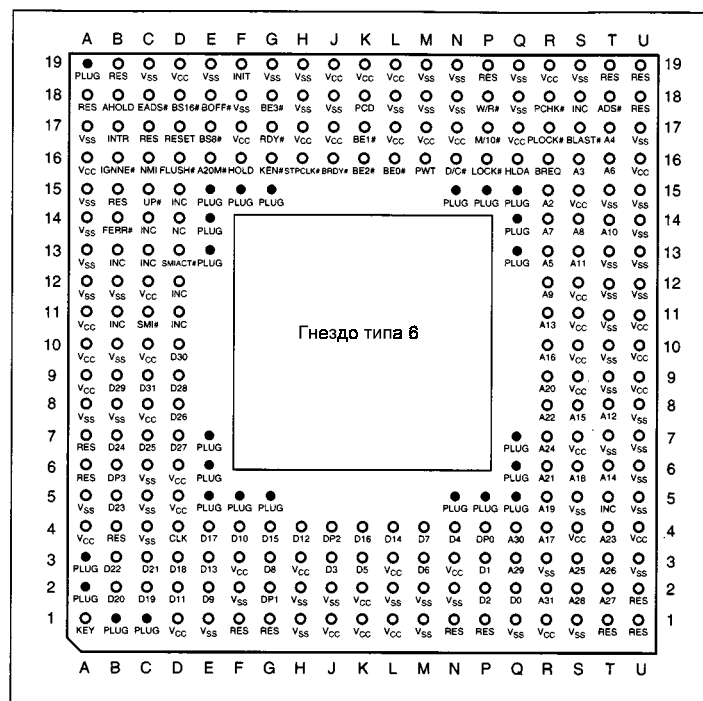 A B C D E F G H J K L M N P Q R S T U
19 19
PLUG RES VSS VCC VSS INIT VSS VSS VCC VCC VCC VSS VSS RES VSS VCC VSS RES RES
18 18
RES AHOLD EADS# BS16# BOFF# VSS BE3# VSS VSS PCD VSS VSS VSS W/R# VSS PCHK# INC ADS# RES
17 17
VSS INTR RES RESET BS8# VCC RDY# VCC VCC BE1# VCC VCC VCC M/10# VCC PLOCK# BLAST# A4 VSS
16 16
VCC IGNNE# NMI FLUSH# A20M# HOLD KEN# STPCLK# BRDY# BE2# BE0# PWT D/C# LOCK# HLDA BREQ A3 A6 VCC
15 15
VSS RES UP# INC PLUG PLUG PLUG PLUG PLUG PLUG A2 VCC VSS VSS
14 14
VSS FERR# INC NC PLUG PLUG A7 A8 A10 VSS
13 13
VSS INC INC SMIACT# PLUG PLUG A5 A11 VSS VSS
12 12
VSS VSS VCC INC A9 VCC VSS VSS
11 11
VCC INC SMI# INC A13 VCC VSS VCC
Гнездо типа 6
10 10
VCC VSS VCC D30 A16 VCC VSS VCC
9 9
VCC D29 D31 D28 A20 VCC VSS VCC
8 8
VSS VSS VCC D26 A22 A15 A12 VSS
7 7
RES D24 D25 D27 PLUG PLUG A24 VCC VSS VSS
6 6
RES DP3 VSS VCC PLUG PLUG A21 A18 A14 VSS
5 5
VSS D23 VSS VCC PLUG PLUG PLUG PLUG PLUG PLUG A19 VSS INC VSS
4 4
VCC RES VSS CLK D17 D10 D15 D12 DP2 D16 D14 D7 D4 DP0 A30 A17 VCC A23 VCC
3 3
PLUG D22 D21 D18 D13 VCC D8 VCC D3 D5 VCC D6 VCC D1 A29 VSS A25 A26 VSS
2 2
PLUG D20 D19 D11 D9 VSS DP1 VSS VSS VCC VSS VSS VSS D2 D0 A31 A28 A27 RES
1 1
KEY PLUG PLUG VCC VSS RES RES VSS VCC VCC VSS VSS RES RES VSS VCC VSS RES RES
A B C D E F G H J K L M N P Q R S T U